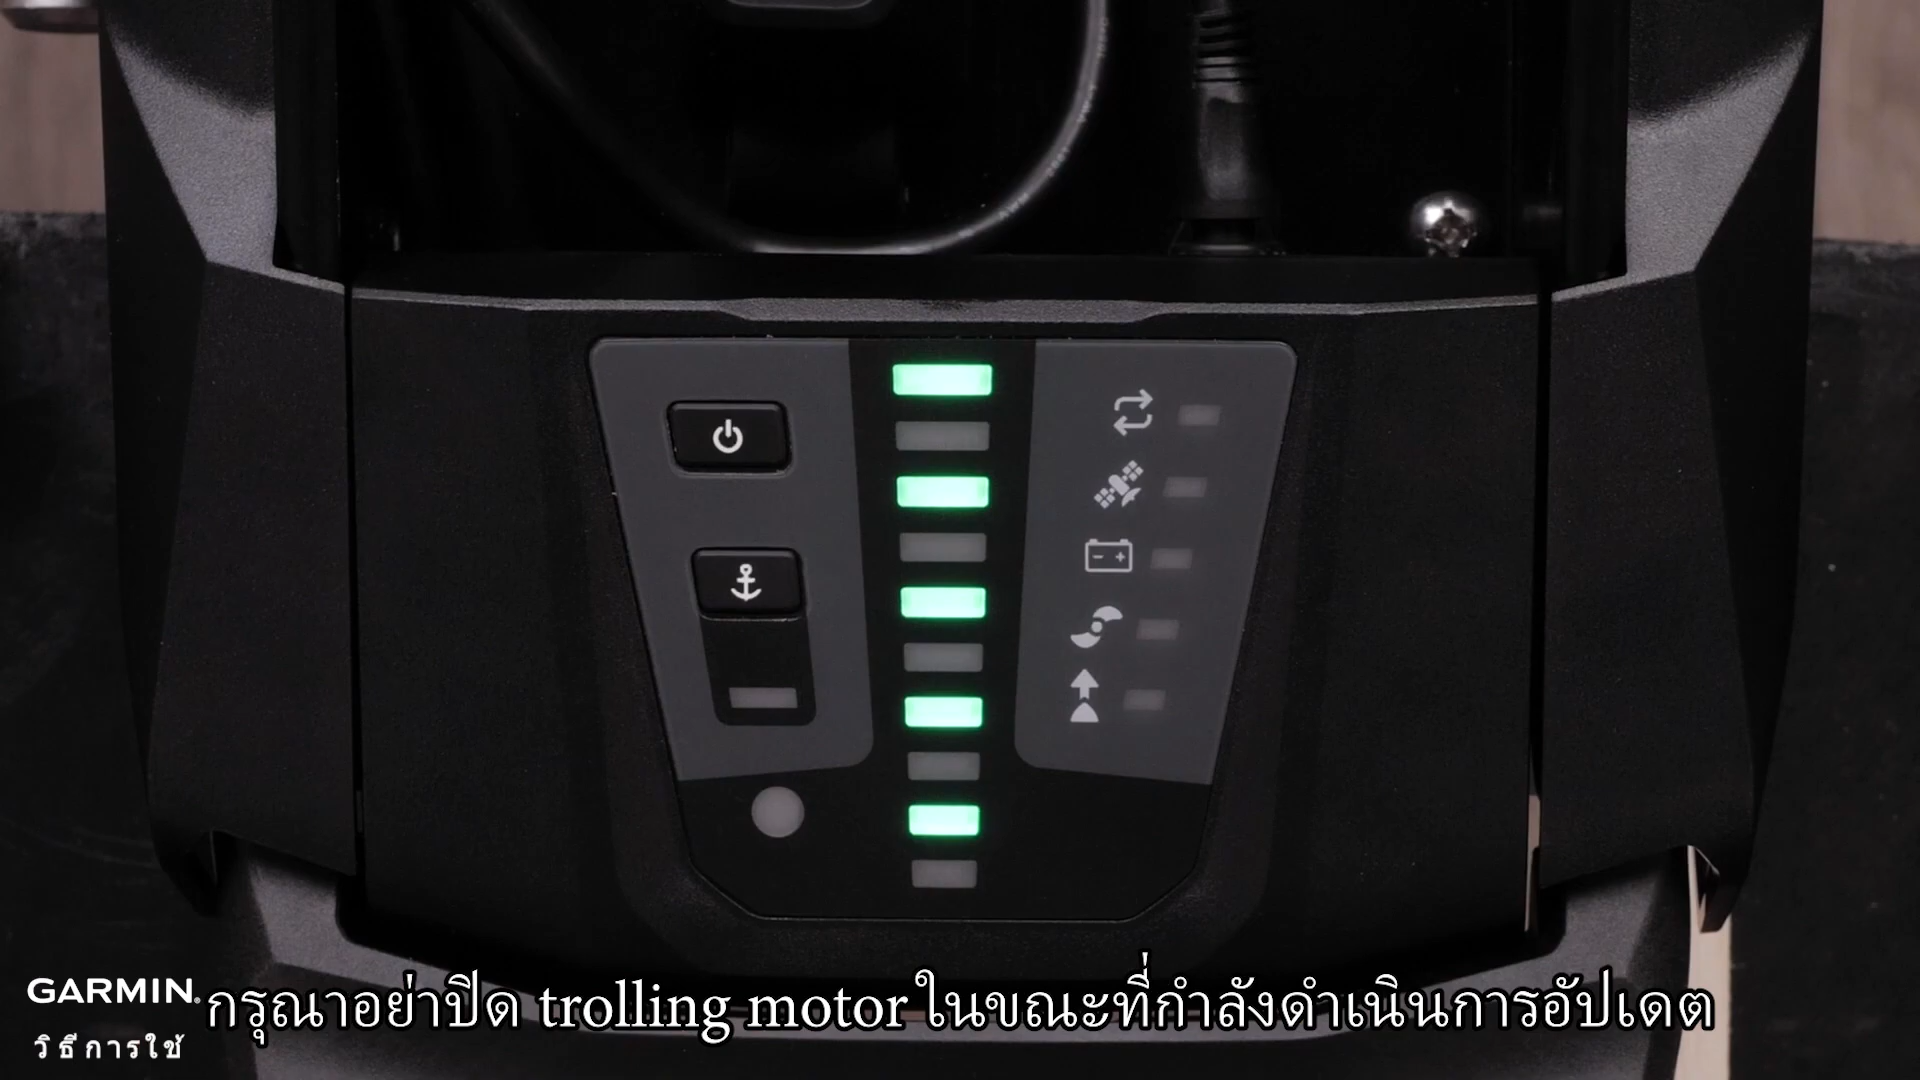 GARMIN
วิธีการใช้
กรุณาอย่าปิด trolling motor ในขณะที่กำลังดำเนินการอัปเดต